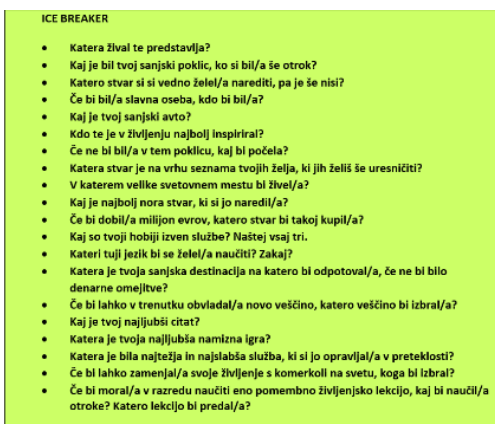 ICE BREAKER
• Katera žival te predstavlja?
• Kaj je bil tvoj sanjski poklic, ko si bil/a še otrok?
• Katero stvar si si vedno želel/a narediti, pa je še nisi?
• Če bi bil/a slavna oseba, kdo bi bil/a?
• Kaj je tvoj sanjski avto?
• Kdo te je v življenju najbolj inspiriral?
• Če ne bi bil/a v tem poklicu, kaj bi počela?
• Katera stvar je na vrhu seznama tvojih želja, ki jih želiš še uresničiti?
• V katerem velike svetovnem mestu bi živel/a?
• Kaj je najbolj nora stvar, ki si jo naredil/a?
• Če bi dobil/a milijon evrov, katero stvar bi takoj kupil/a?
• Kaj so tvoji hobiji izven službe? Naštej vsaj tri.
• Kateri tuji jezik bi se želel/a naučiti? Zakaj?
• Katera je tvoja sanjska destinacija na katero bi odpotoval/a, če ne bi bilo
denarne omejitve?
• Če bi lahko v trenutku obvladal/a novo veščino, katero veščino bi izbral/a?
• Kaj je tvoj najljubši citat?
• Katera je tvoja najljubša namizna igra?
• Katera je bila najtežja in najslabša služba, ki si jo opravljal/a v preteklosti?
• Če bi lahko zamenjal/a svoje življenje s komerkoli na svetu, koga bi izbral?
• Če bi moral/a v razredu naučiti eno pomembno življenjsko lekcijo, kaj bi naučil/a
otroke? Katero lekcijo bi predal/a?